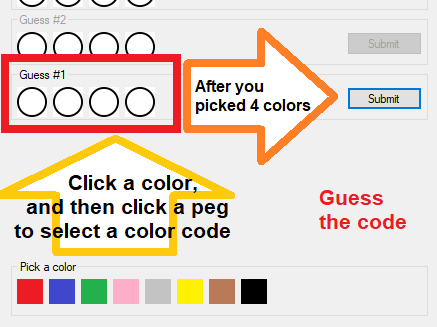 Guess #2
Submit
Guess #1
After you
picked 4 colors
Submit
Click a color,
and then click a peg
to select a color code
Guess
the code
Pick a color